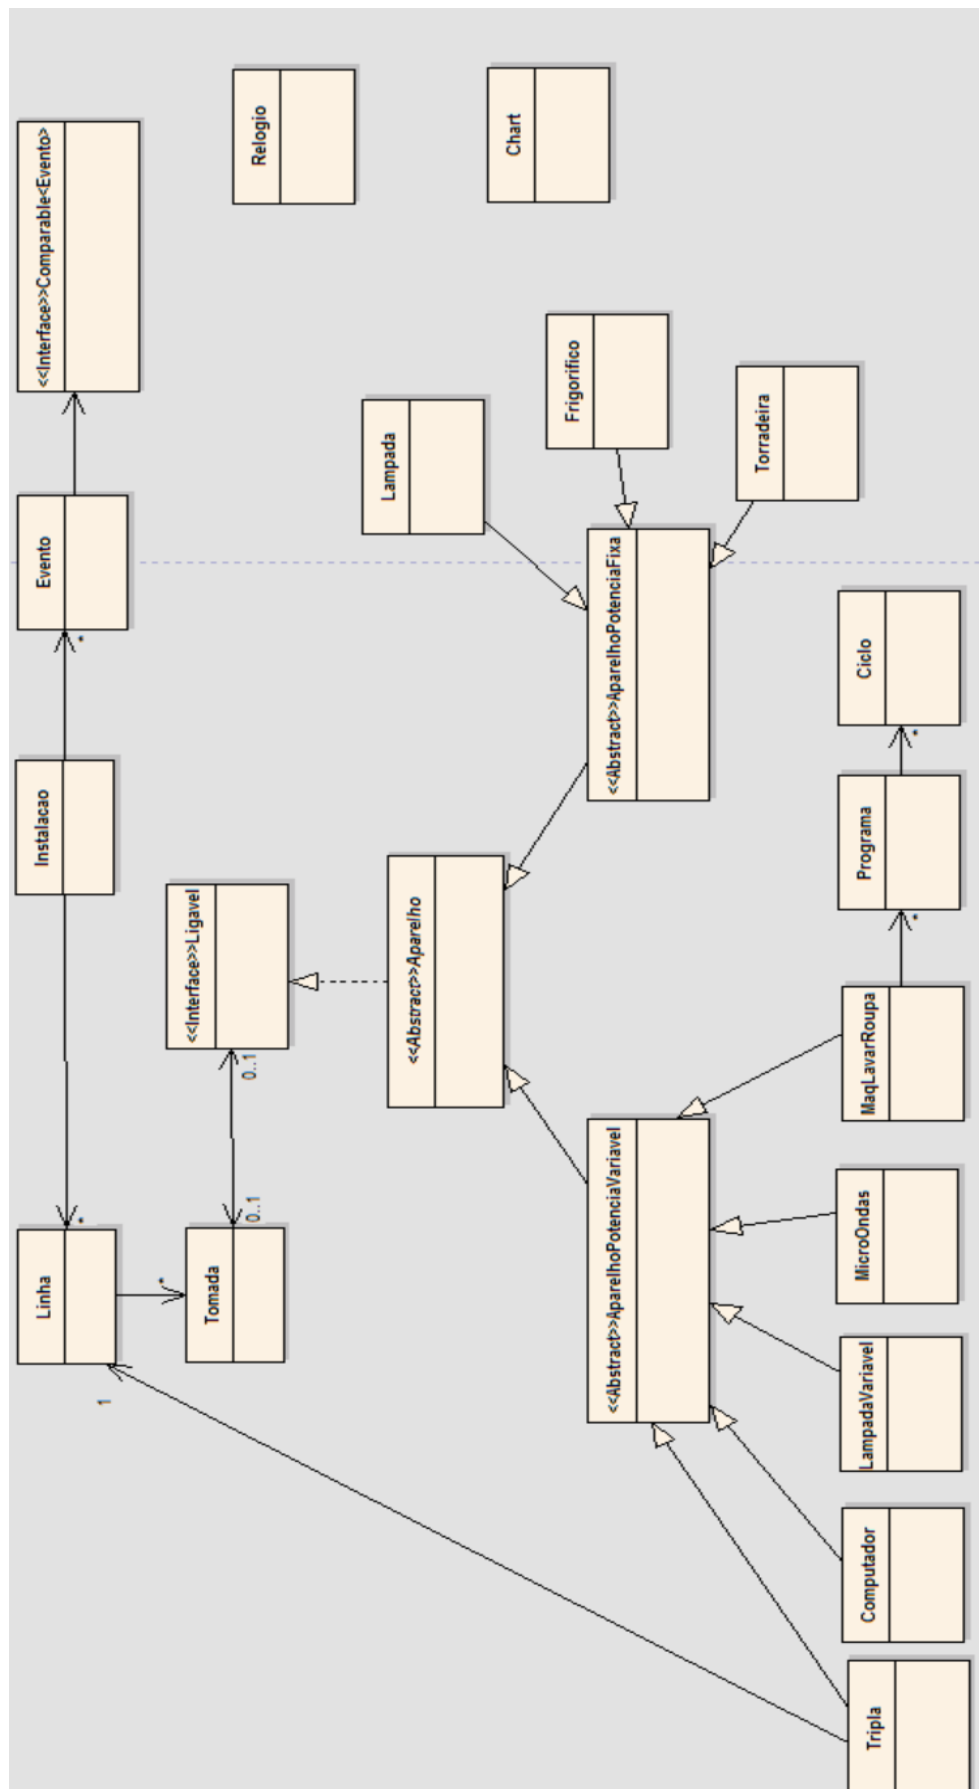 Linha
Instalacao
Evento
<<Interface>>Comparable<Evento>
1
*
*
*
Tomada
<<Interface>>Ligavel
Relogio
0..1
0..1
<<Abstract>>Aparelho
Lampada
Chart
<<Abstract>>AparelhoPotenciaVariavel
<<Abstract>>AparelhoPotenciaFixa
Frigorifico
Torradeira
Tripla
Computador
LampadaVariavel
MicroOndas
MaqLavarRoupa
Programa
Ciclo
*
*